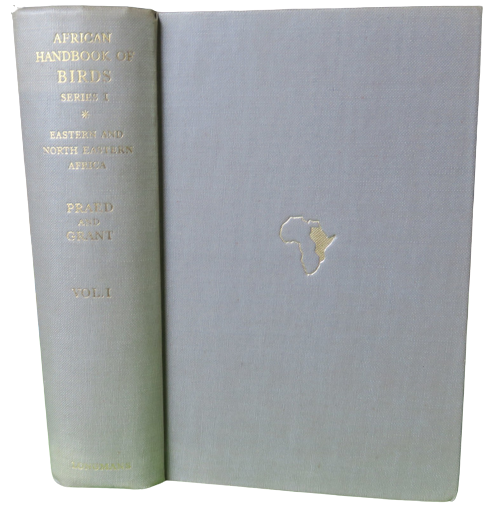 AFRICAN
HANDBOOK OF
BIRDS
SERIES I
*
EASTERN AND
NORTH EASTERN
AFRICA
PRAED
AND
GRANT
VOL. I